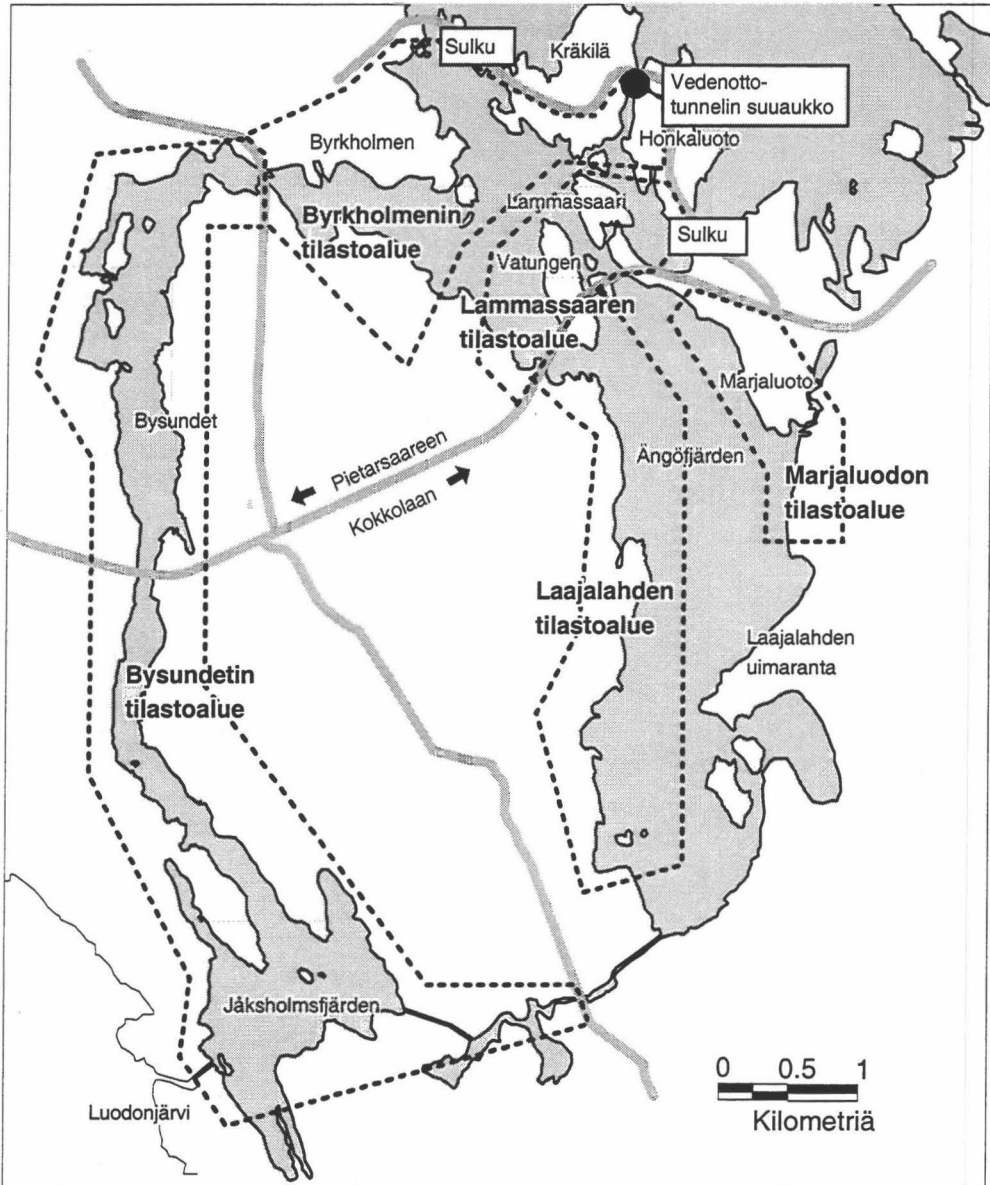 Sulku
Kråkilä
Vedenotto-
tunnelin suuaukko
Byrkholmen
Honkaluoto
Lammassaari
Byrkholmenin
tilastoalue
Sulku
Vatungen
Lammassaaren
tilastoalue
Marjaluoto
Bysundet
Pietarsaareen
Ängöfjärden
Kokkolaan
Marjaluodon
tilastoalue
Laajalahden
tilastoalue
Laajalahden
uimaranta
Bysundetin
tilastoalue
Jåksholmsfjärden
Luodonjärvi
0 0.5 1
Kilometriä